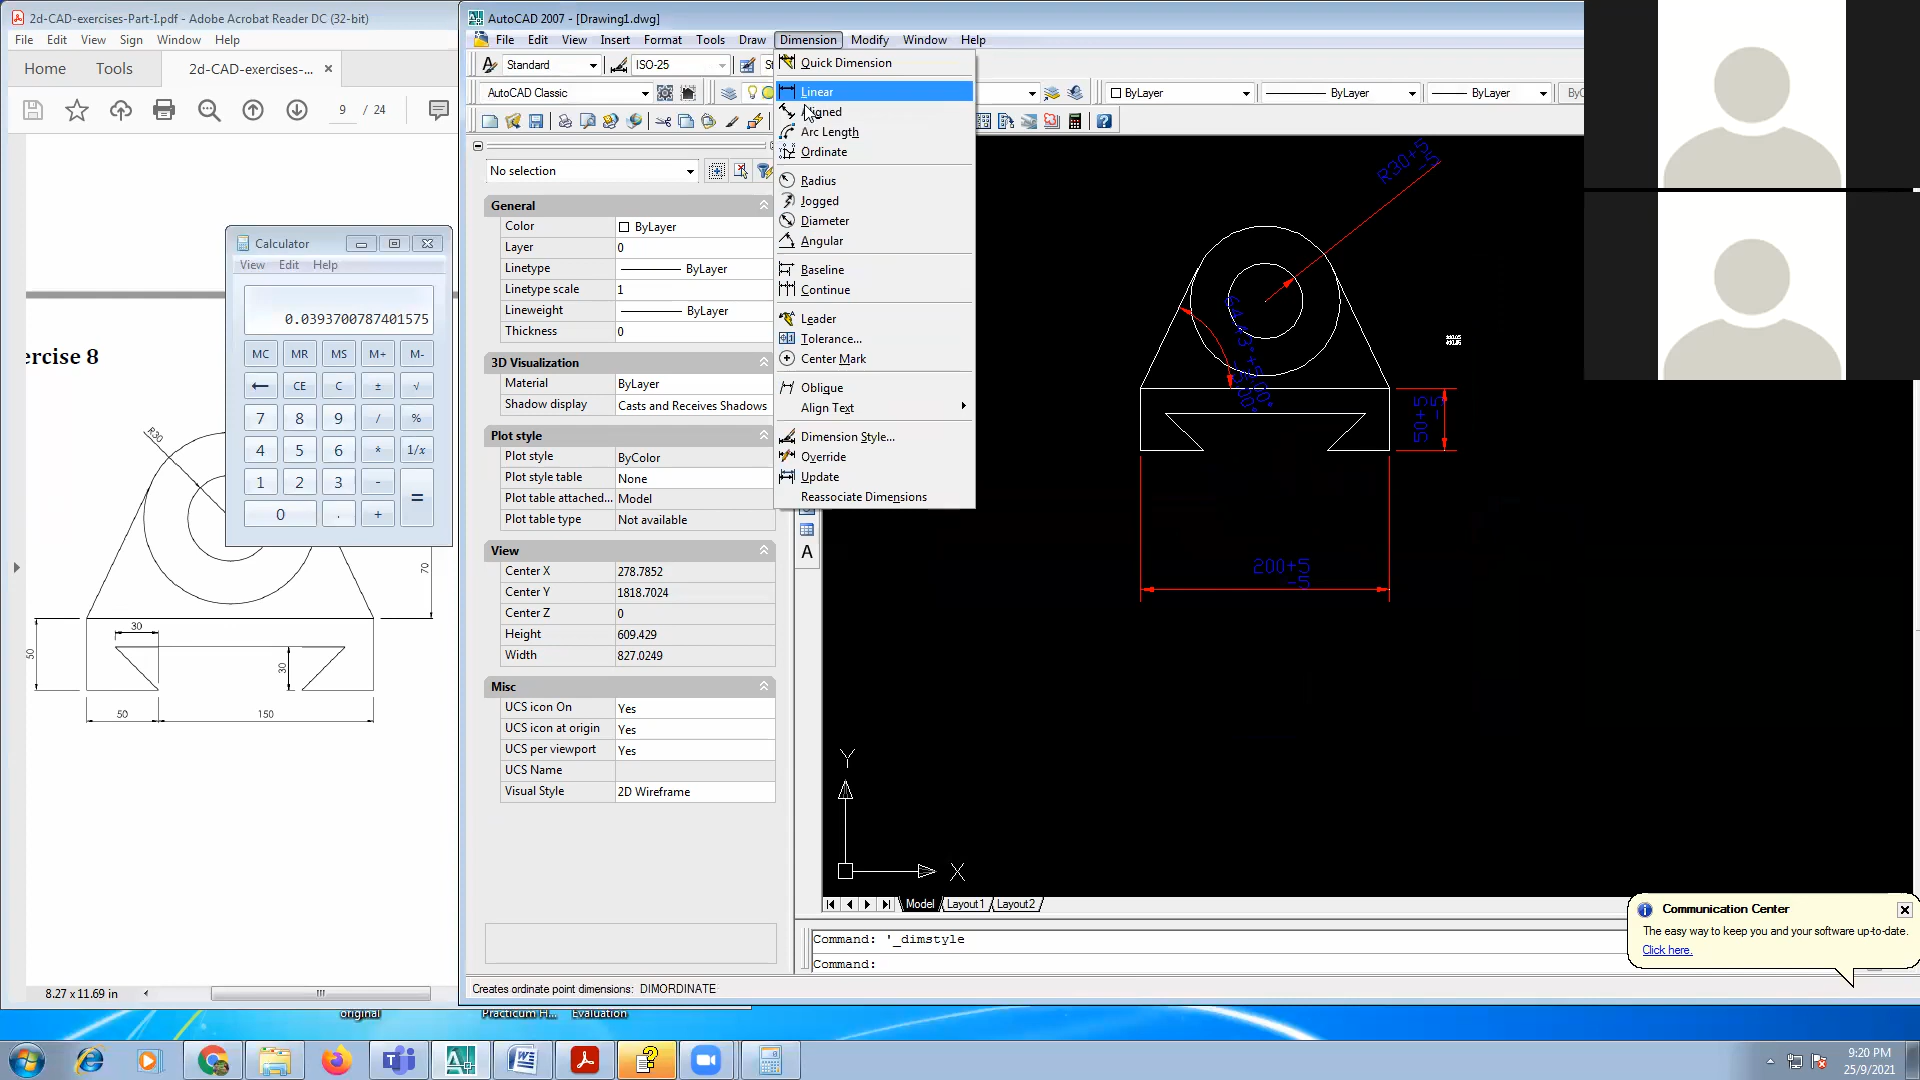 2d-CAD-exercises-Part-I.pdf - Adobe Acrobat Reader DC (32-bit)
File Edit View Sign Window Help
Home Tools 2d-CAD-exercises-... ×
9 / 24
Exercise 8
R30
70
30
50
30
50 150
8.27 x 11.69 in
Calculator
View Edit Help
0.0393700787401575
MC MR MS M+ M-
← CE C ± √
7 8 9 / %
4 5 6 * 1/x
1 2 3 - =
0 . +
AutoCAD 2007 - [Drawing1.dwg]
File Edit View Insert Format Tools Draw Dimension Modify Window Help
Standard ISO-25
AutoCAD Classic
ByLayer ByLayer ByLayer
No selection
General
Color ByLayer
Layer 0
Linetype ByLayer
Linetype scale 1
Lineweight ByLayer
Thickness 0
3D Visualization
Material ByLayer
Shadow display Casts and Receives Shadows
Plot style
Plot style ByColor
Plot style table None
Plot table attached... Model
Plot table type Not available
View
Center X 278.7852
Center Y 1818.7024
Center Z 0
Height 609.429
Width 827.0249
Misc
UCS icon On Yes
UCS icon at origin Yes
UCS per viewport Yes
UCS Name
Visual Style 2D Wireframe
Quick Dimension
Linear
Aligned
Arc Length
Ordinate
Radius
Jogged
Diameter
Angular
Baseline
Continue
Leader
Tolerance...
Center Mark
Oblique
Align Text
Dimension Style...
Override
Update
Reassociate Dimensions
A
R30+5
-5
50+5
-5
200+5
-5
Y
X
Model Layout1 Layout2
Command: '_dimstyle
Command:
Creates ordinate point dimensions: DIMORDINATE
Communication Center
The easy way to keep you and your software up-to-date.
Click here.
original Practicum H... Evaluation
9:20 PM
25/9/2021